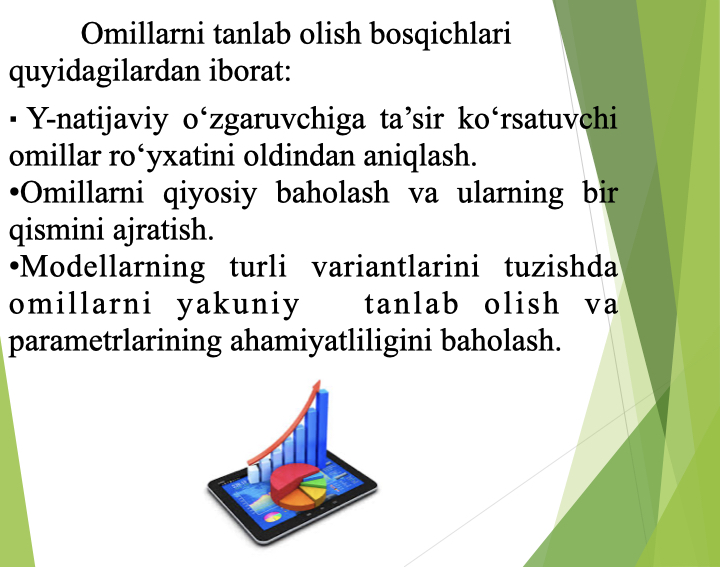 Omillarni tanlab olish bosqichlari
quyidagilardan iborat:
▪ Y-natijaviy o‘zgaruvchiga ta’sir ko‘rsatuvchi
omillar ro‘yxatini oldindan aniqlash.
•Omillarni qiyosiy baholash va ularning bir
qismini ajratish.
•Modellarning turli variantlarini tuzishda
omillarni yakuniy tanlab olish va
parametrlarining ahamiyatliligini baholash.